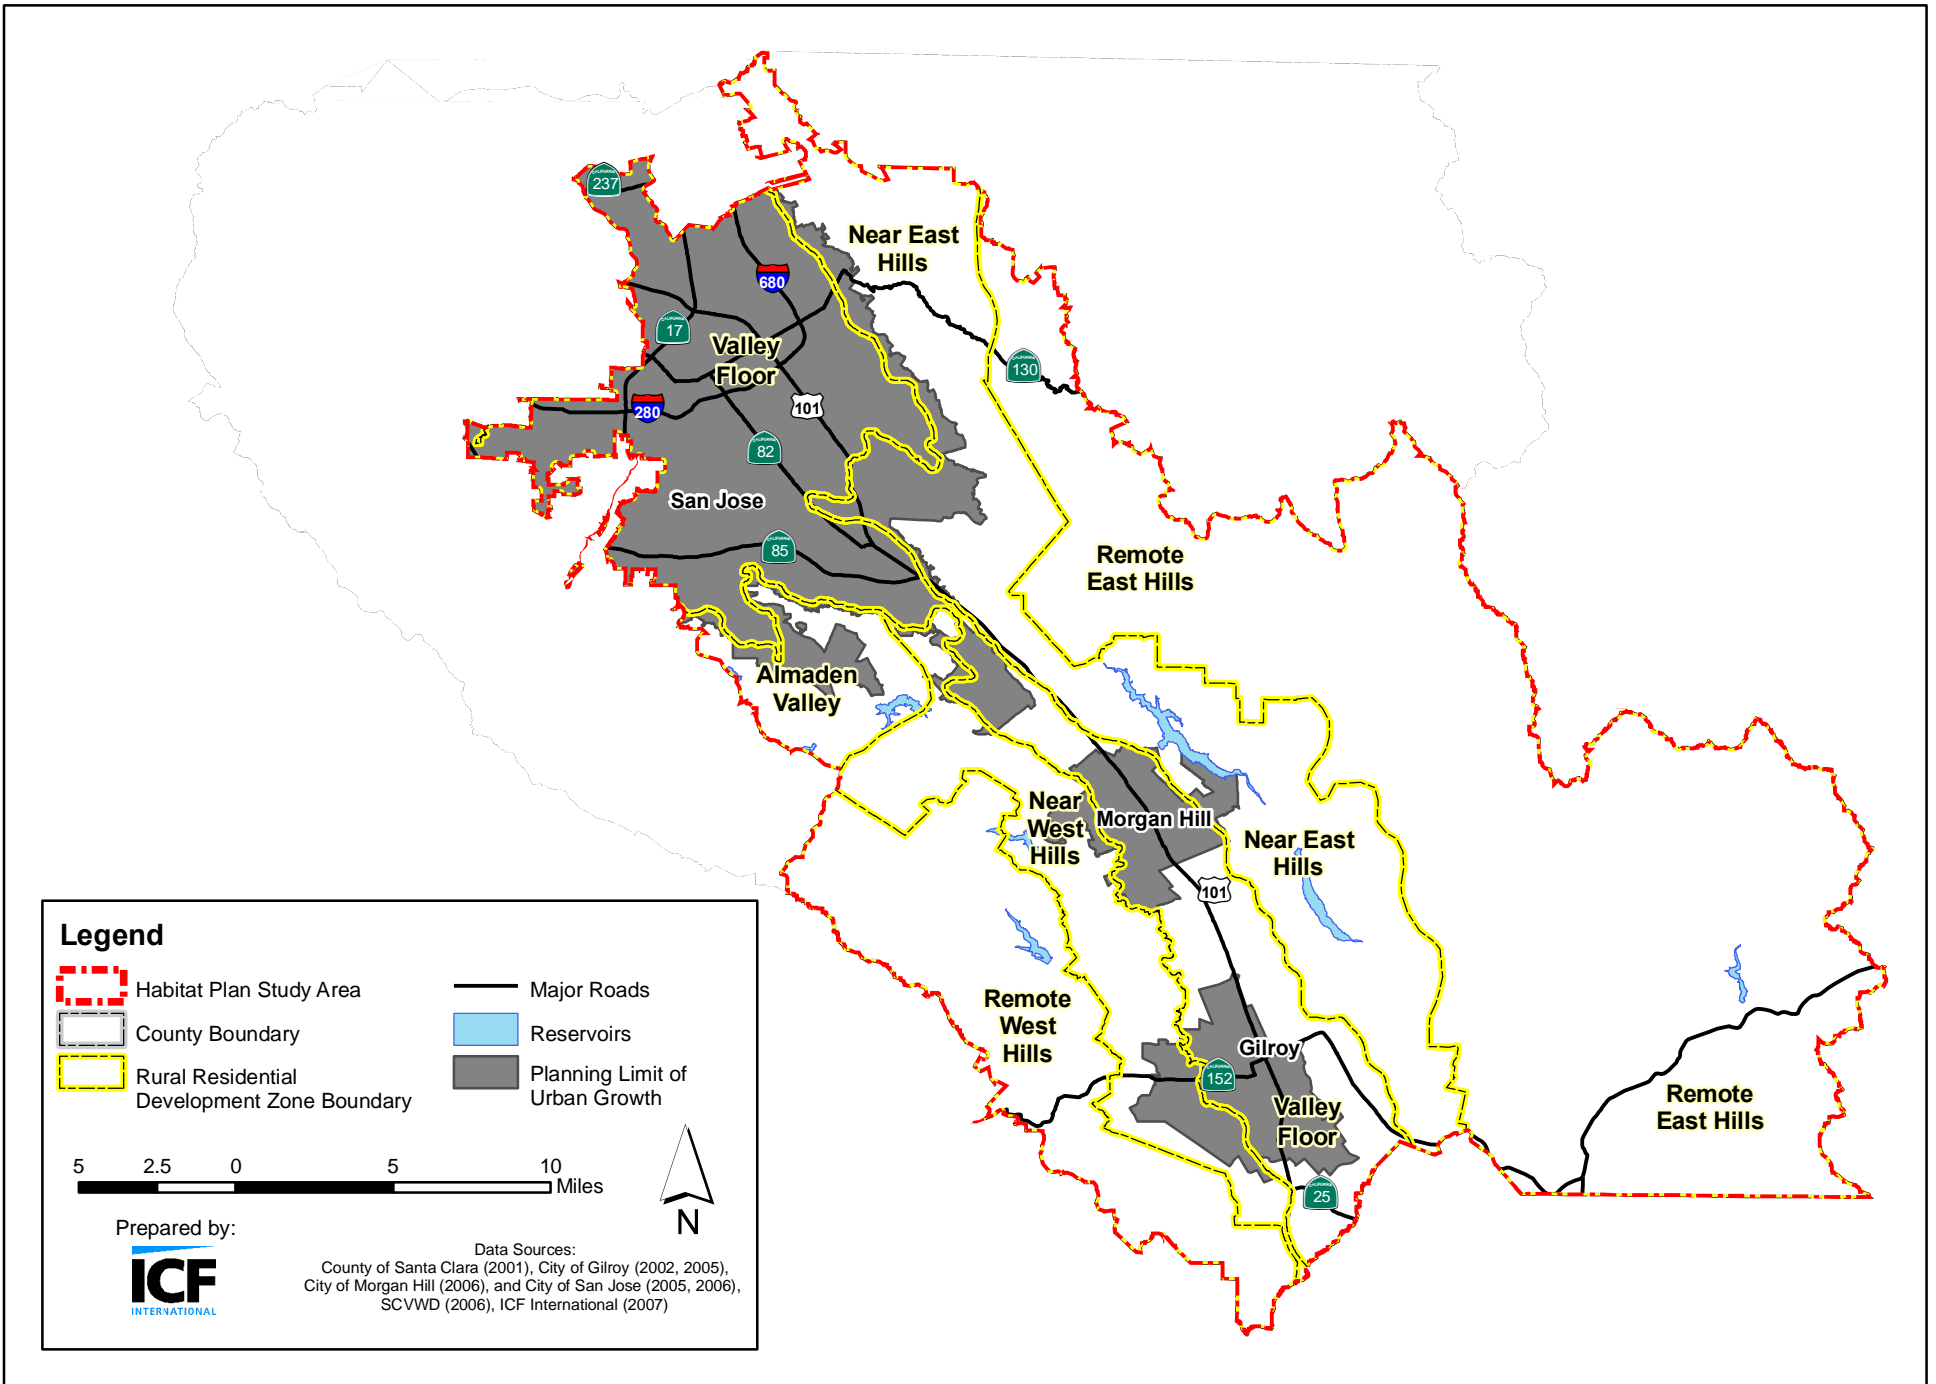 237
Near East
Hills
680
17
Valley
Floor
130
280
101
82
San Jose
85
Remote
East Hills
Almaden
Valley
Near
West
Hills
Morgan Hill
Near East
Hills
101
Remote
West
Hills
Gilroy
152
Valley
Floor
Remote
East Hills
25
Legend
Habitat Plan Study Area
County Boundary
Rural Residential
Development Zone Boundary
Major Roads
Reservoirs
Planning Limit of
Urban Growth
5 2.5 0 5 10
Miles
N
Prepared by:
ICF
INTERNATIONAL
Data Sources:
County of Santa Clara (2001), City of Gilroy (2002, 2005),
City of Morgan Hill (2006), and City of San Jose (2005, 2006),
SCVWD (2006), ICF International (2007)